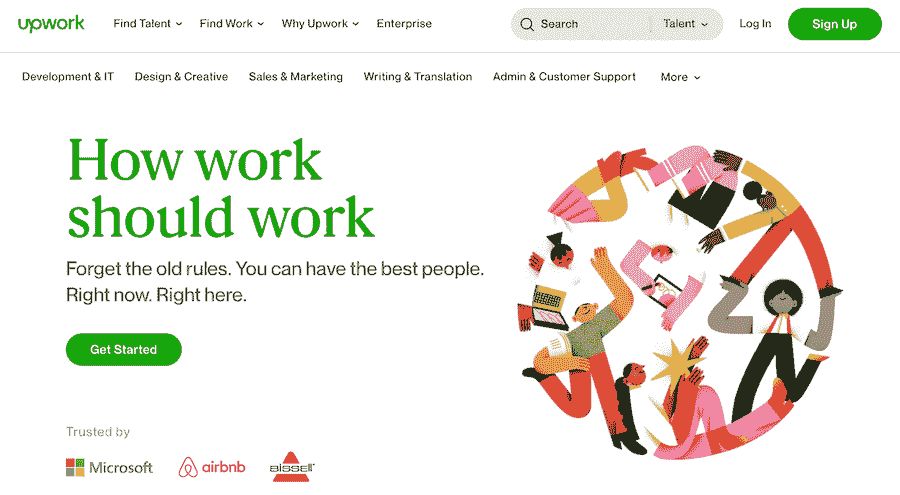 upwork Find Talent Find Work Why Upwork Enterprise Search Talent Log In Sign Up
Development & IT Design & Creative Sales & Marketing Writing & Translation Admin & Customer Support More
How work
should work
Forget the old rules. You can have the best people.
Right now. Right here.
Get Started
Trusted by
Microsoft airbnb BISSELL